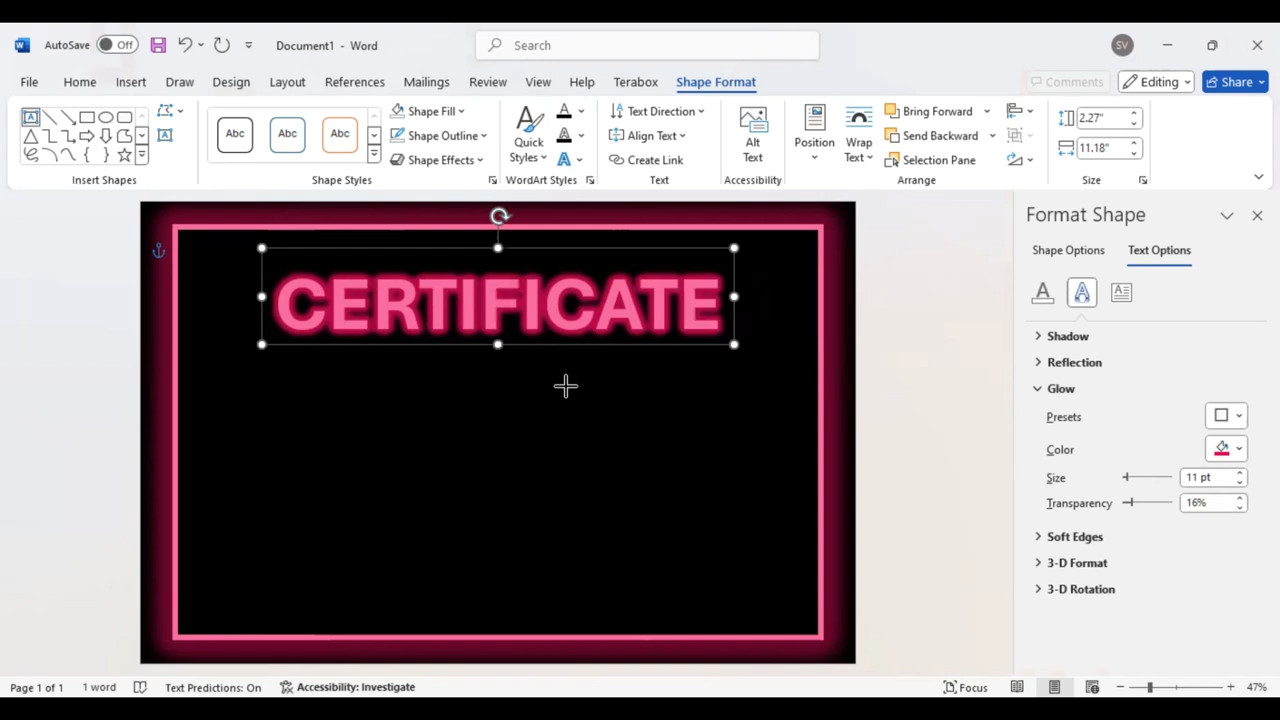 AutoSave Off Document1 - Word Search SV
File Home Insert Draw Design Layout References Mailings Review View Help Terabox Shape Format Comments Editing Share
Abc Abc Abc
Shape Fill
Shape Outline
Shape Effects
Quick
Styles
Text Direction
Align Text
Create Link
Alt
Text
Position
Wrap
Text
Bring Forward
Send Backward
Selection Pane
2.27"
11.18"
Insert Shapes Shape Styles WordArt Styles Text Accessibility Arrange Size
CERTIFICATE
Format Shape
Shape Options Text Options
Shadow
Reflection
Glow
Presets
Color
Size 11 pt
Transparency 16%
Soft Edges
3-D Format
3-D Rotation
Page 1 of 1 1 word Text Predictions: On Accessibility: Investigate Focus 47%